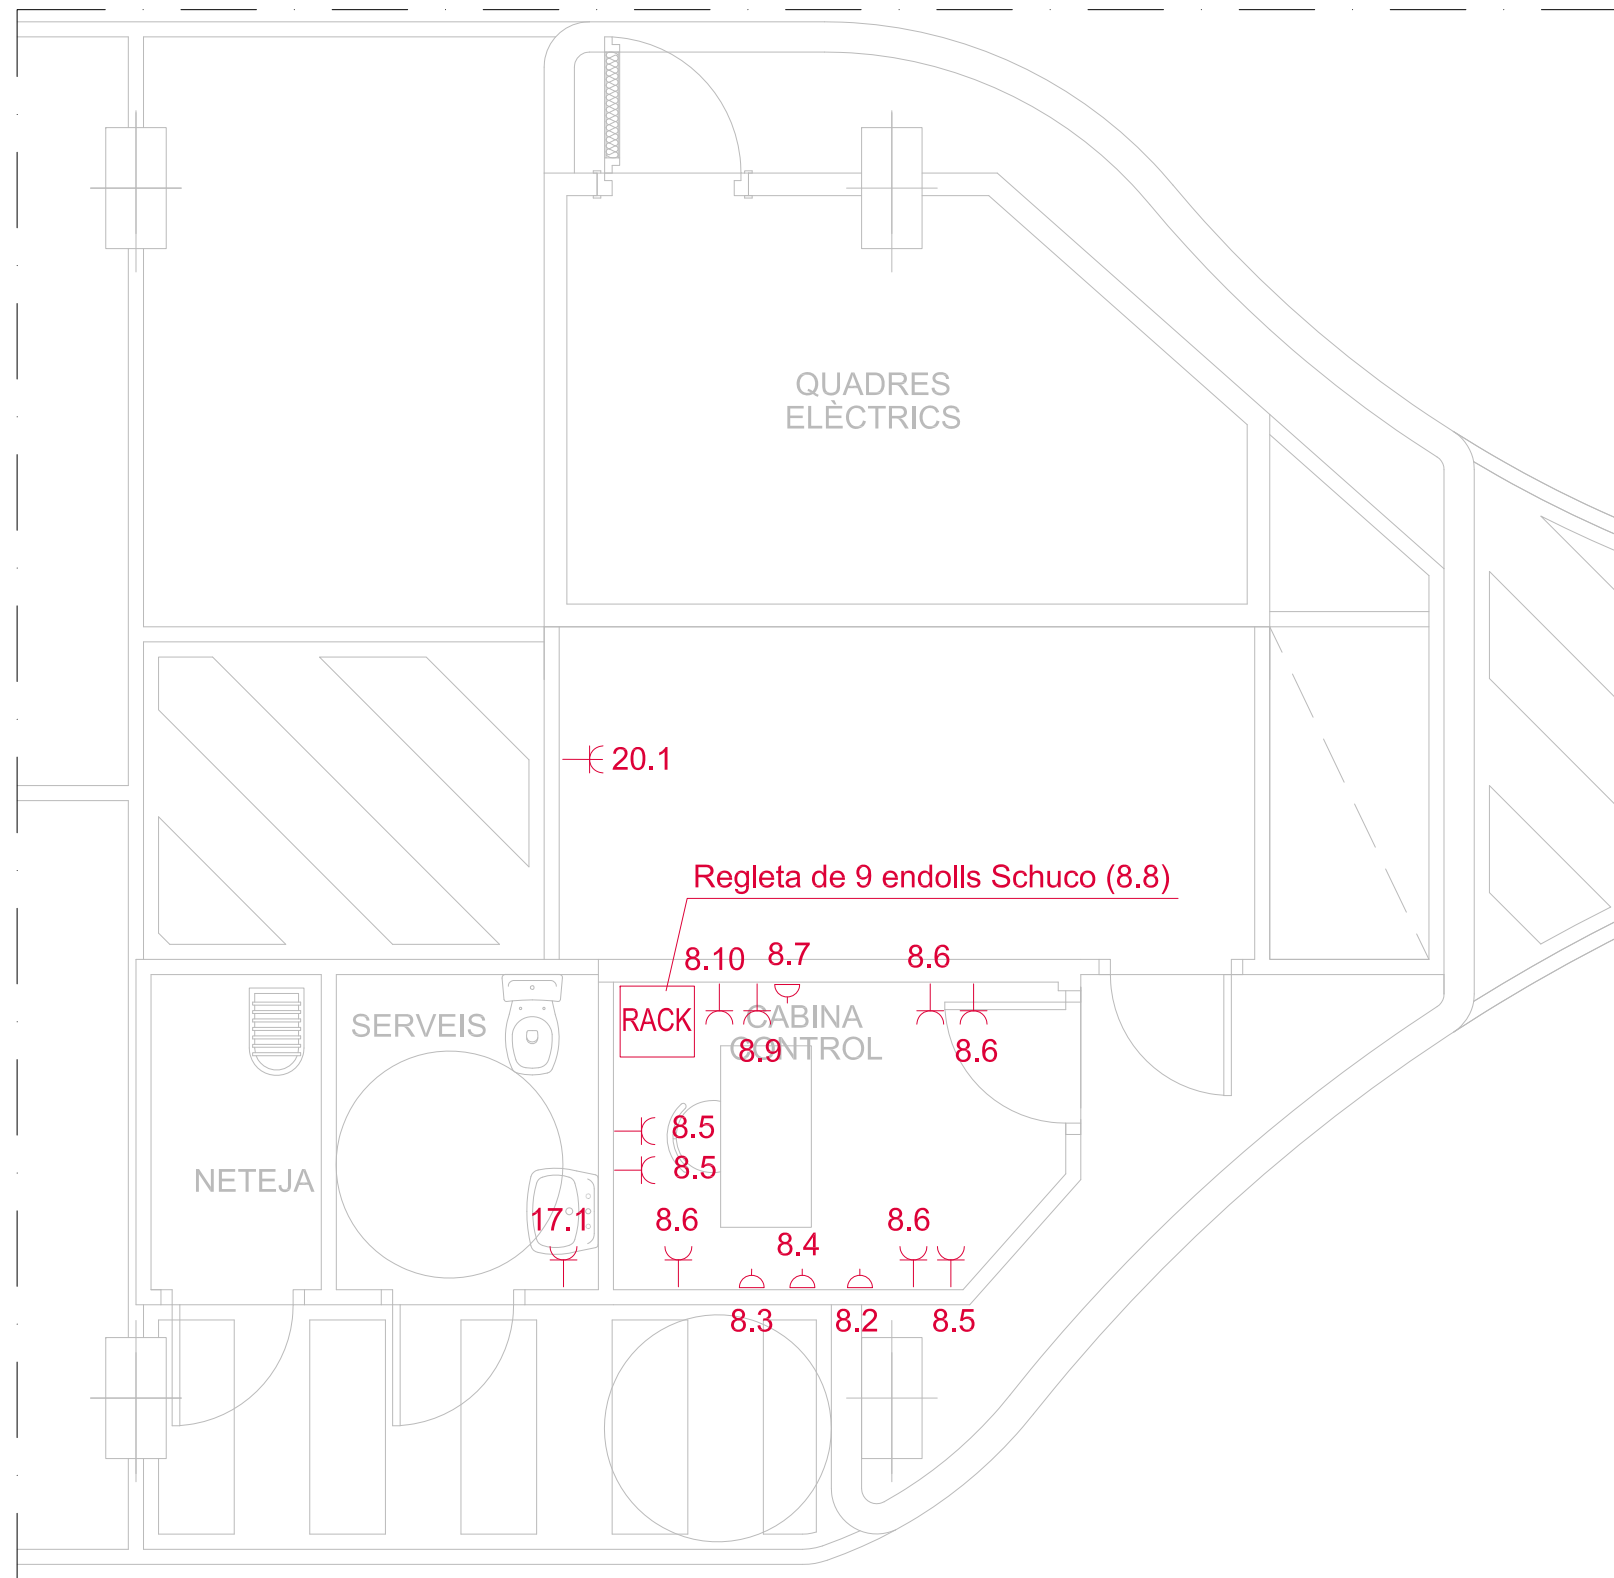 QUADRES
ELÈCTRICS
20.1
Regleta de 9 endolls Schuco (8.8)
8.10
8.7
8.6
RACK
SERVEIS
CABINA
CONTROL
8.9
8.6
8.5
8.5
NETEJA
17.1
8.6
8.4
8.6
8.3
8.2
8.5